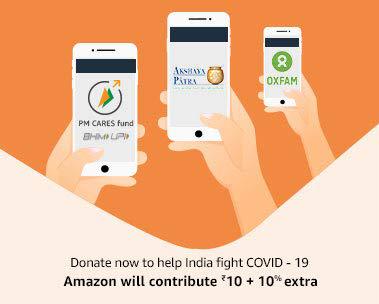 PM CARES fund
BHIM UPI
AKSHAYA
PATRA
OXFAM
Donate now to help India fight COVID - 19
Amazon will contribute ₹10 + 10% extra